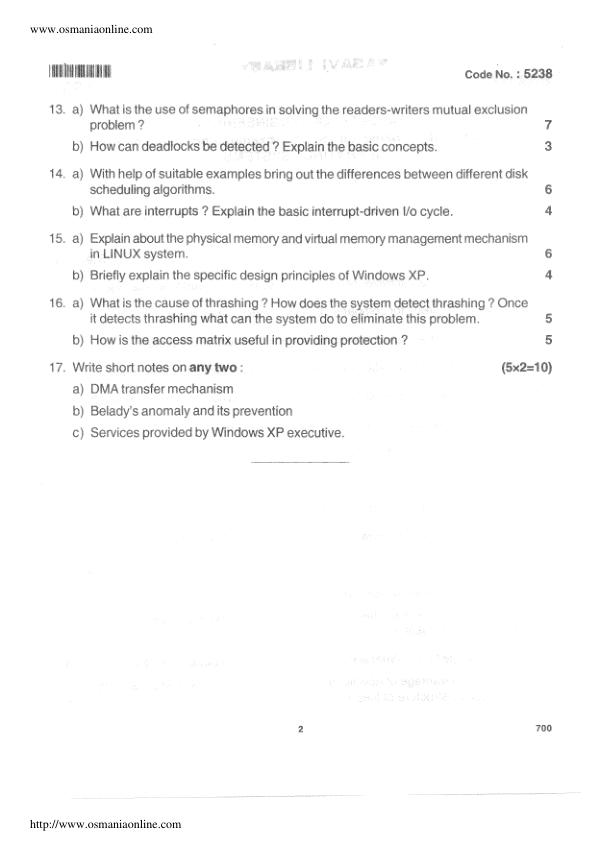 www.osmaniaonline.com
Code No. : 5238
13. a) What is the use of semaphores in solving the readers-writers mutual exclusion
problem ? 7
b) How can deadlocks be detected ? Explain the basic concepts. 3
14. a) With help of suitable examples bring out the differences between different disk
scheduling algorithms. 6
b) What are interrupts ? Explain the basic interrupt-driven I/o cycle. 4
15. a) Explain about the physical memory and virtual memory management mechanism
in LINUX system. 6
b) Briefly explain the specific design principles of Windows XP. 4
16. a) What is the cause of thrashing ? How does the system detect thrashing ? Once
it detects thrashing what can the system do to eliminate this problem. 5
b) How is the access matrix useful in providing protection ? 5
17. Write short notes on any two : (5×2=10)
a) DMA transfer mechanism
b) Belady's anomaly and its prevention
c) Services provided by Windows XP executive.
2
700
http://www.osmaniaonline.com